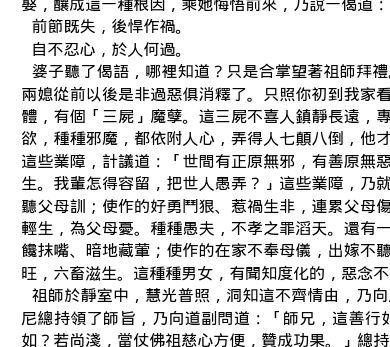 娶，釀成這一種根因，乘她悔悟前來，乃說一偈道：
前節既失，後悍作禍。
自不忍心，於人何過。
婆子聽了偈語，哪裡知道？只是合掌望著祖師拜禮
兩媳從前以後是非過惡俱消釋了。只照你初到我家看
體，有個「三屍」魔孽。這三屍不喜人鎮靜長遠，專
欲，種種邪魔，都依附人心，弄得人七顛八倒，他才
這些業障，計議道：「世間有正原無邪，有善原無惡
生。我輩怎得容留，把世人愚弄？」這些業障，乃就
聽父母訓；使作的好勇鬥狠、惹禍生非，連累父母傷
輕生，為父母憂。種種愚夫，不孝之罪滔天。還有一
饞抹嘴、暗地藏葷；使作的在家不奉母儀，出嫁不聽
旺，六畜滋生。這種種男女，有聞知度化的，惡念不
祖師於靜室中，慧光普照，洞知這不齊情由，乃向
尼總持領了師旨，乃向道副問道：「師兄，這善行如
如？若尚淺，當仗佛祖慈心方便，贊成功果。」總持